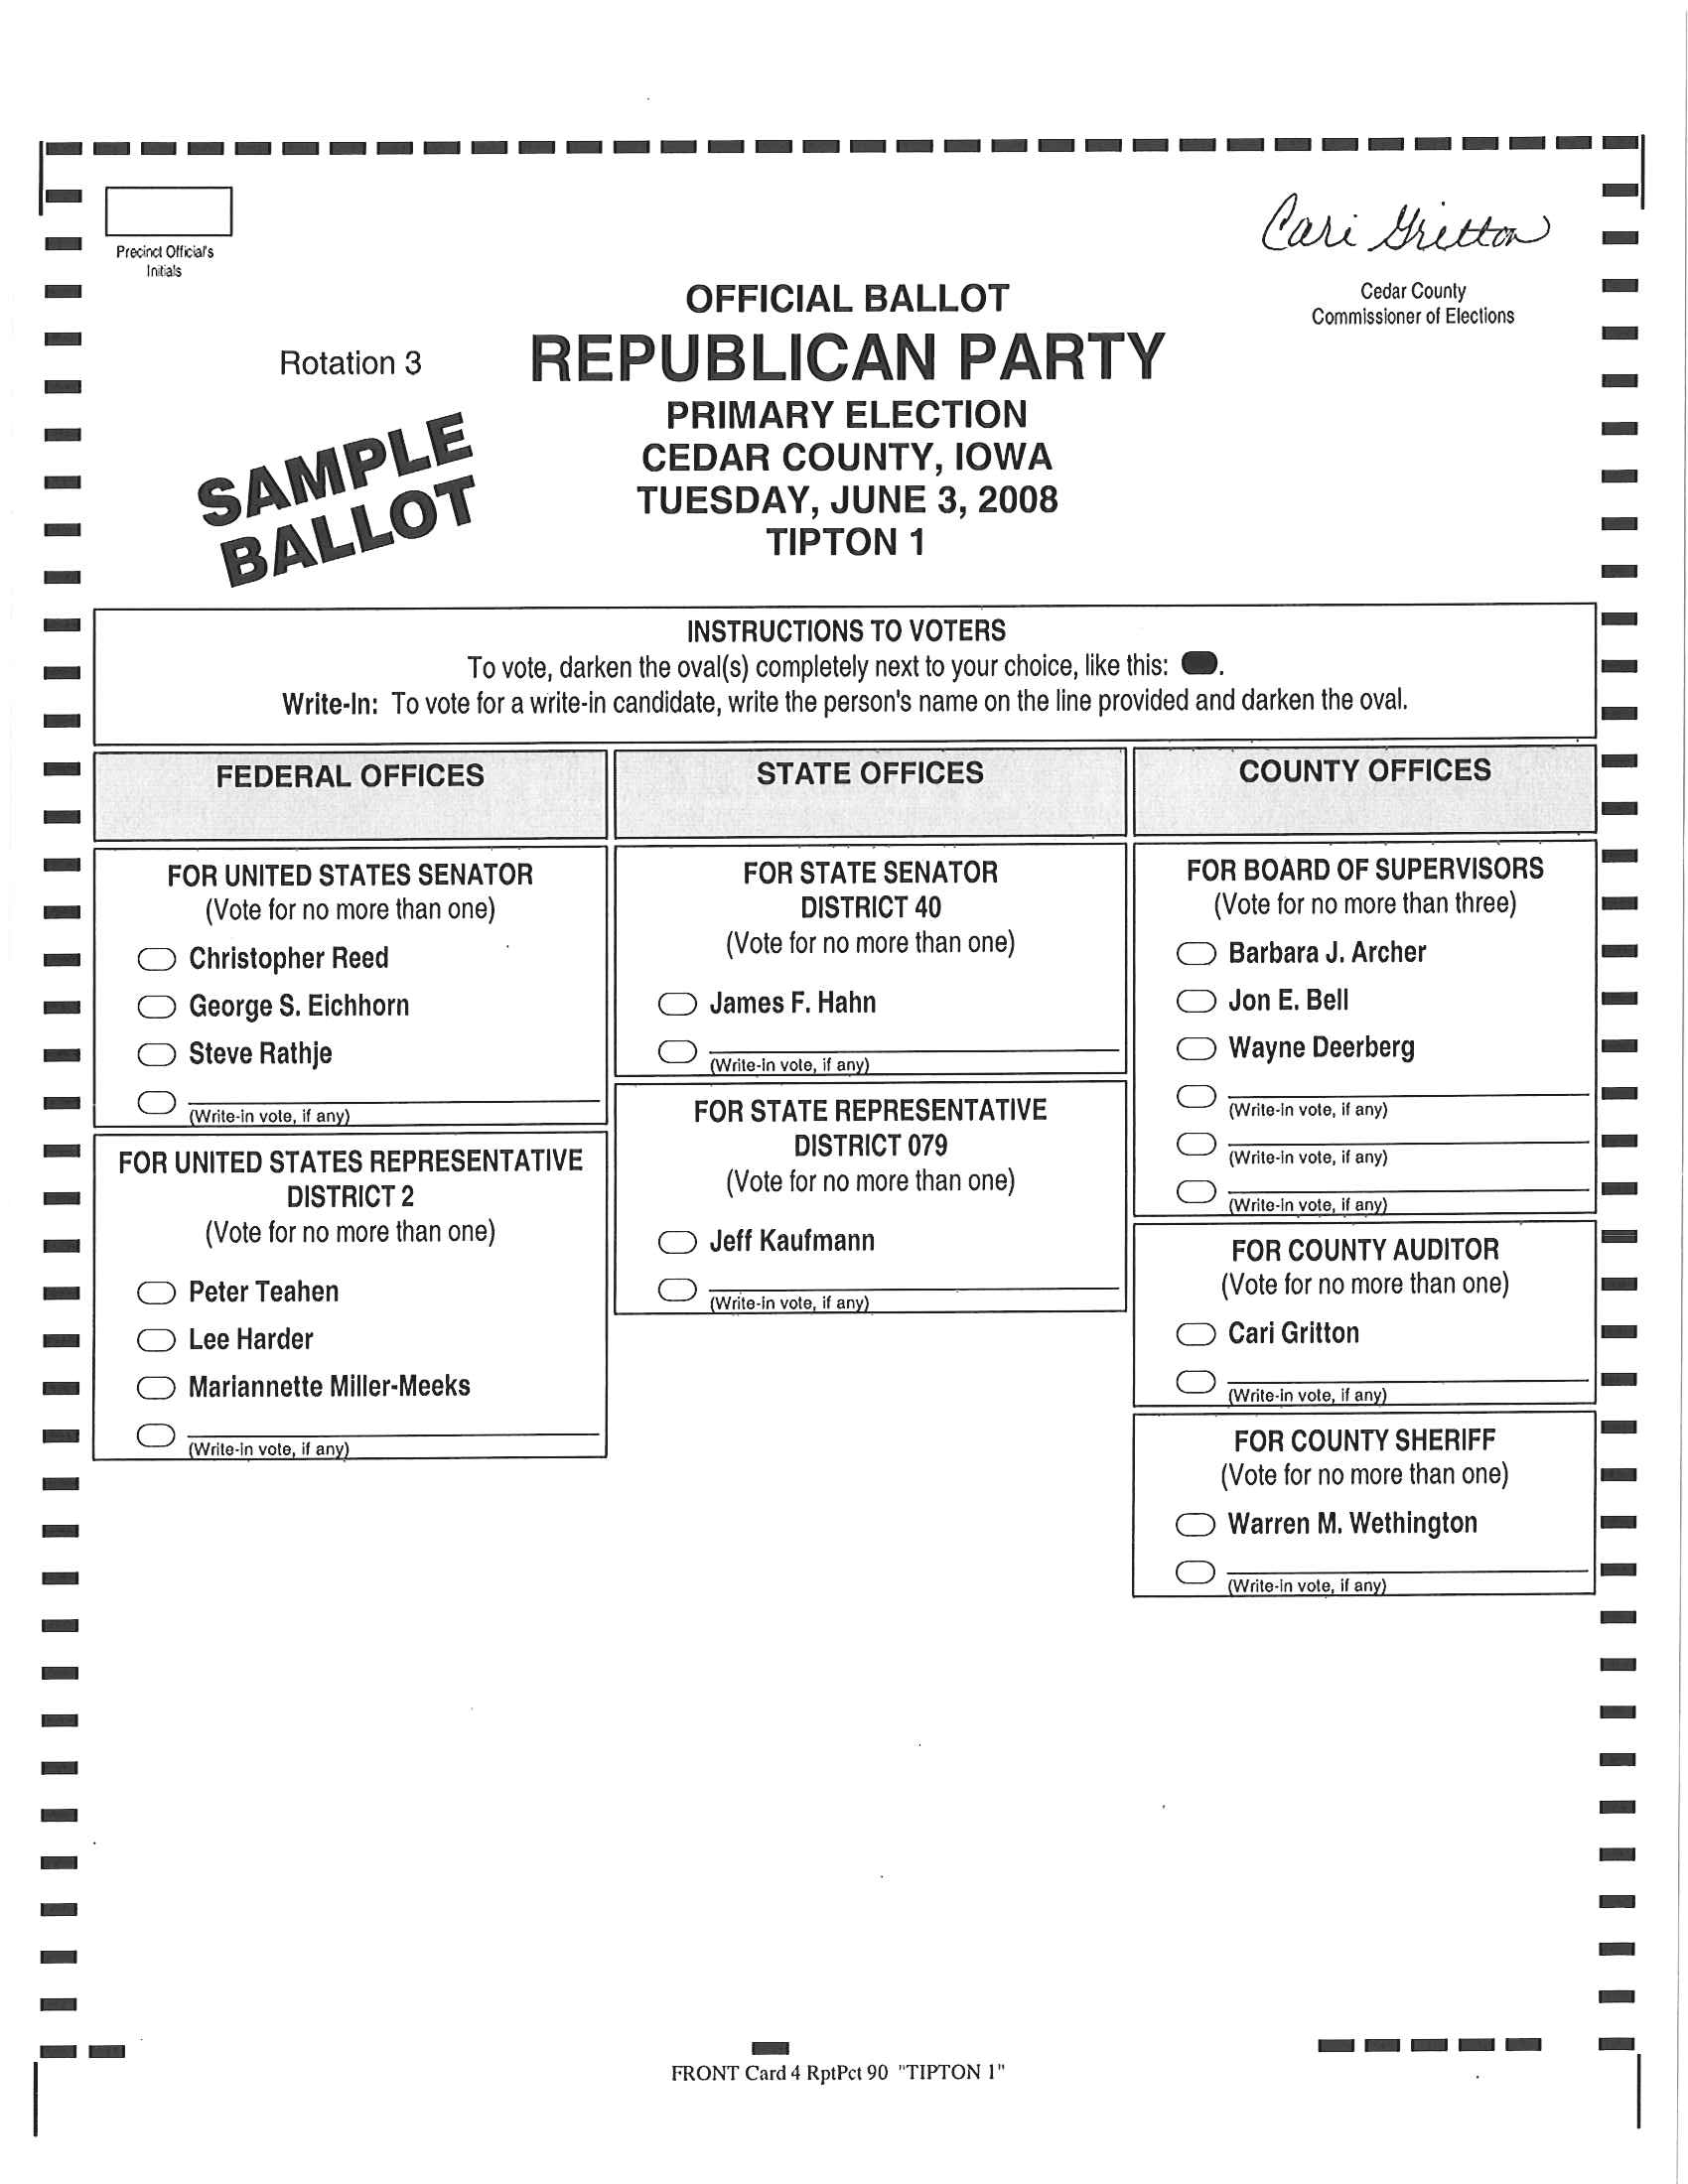 Precinct Official's
Initials
Cari Gritton
Cedar County
Commissioner of Elections
OFFICIAL BALLOT
Rotation 3
REPUBLICAN PARTY
PRIMARY ELECTION
CEDAR COUNTY, IOWA
TUESDAY, JUNE 3, 2008
TIPTON 1
SAMPLE
BALLOT
INSTRUCTIONS TO VOTERS
To vote, darken the oval(s) completely next to your choice, like this: .
Write-In: To vote for a write-in candidate, write the person's name on the line provided and darken the oval.
FEDERAL OFFICES
FOR UNITED STATES SENATOR
(Vote for no more than one)
Christopher Reed
George S. Eichhorn
Steve Rathje
(Write-in vote, if any)
FOR UNITED STATES REPRESENTATIVE
DISTRICT 2
(Vote for no more than one)
Peter Teahen
Lee Harder
Mariannette Miller-Meeks
(Write-in vote, if any)
STATE OFFICES
FOR STATE SENATOR
DISTRICT 40
(Vote for no more than one)
James F. Hahn
(Write-in vote, if any)
FOR STATE REPRESENTATIVE
DISTRICT 079
(Vote for no more than one)
Jeff Kaufmann
(Write-in vote, if any)
COUNTY OFFICES
FOR BOARD OF SUPERVISORS
(Vote for no more than three)
Barbara J. Archer
Jon E. Bell
Wayne Deerberg
(Write-in vote, if any)
(Write-in vote, if any)
(Write-in vote, if any)
FOR COUNTY AUDITOR
(Vote for no more than one)
Cari Gritton
(Write-in vote, if any)
FOR COUNTY SHERIFF
(Vote for no more than one)
Warren M. Wethington
(Write-in vote, if any)
FRONT Card 4 RptPct 90 "TIPTON 1"